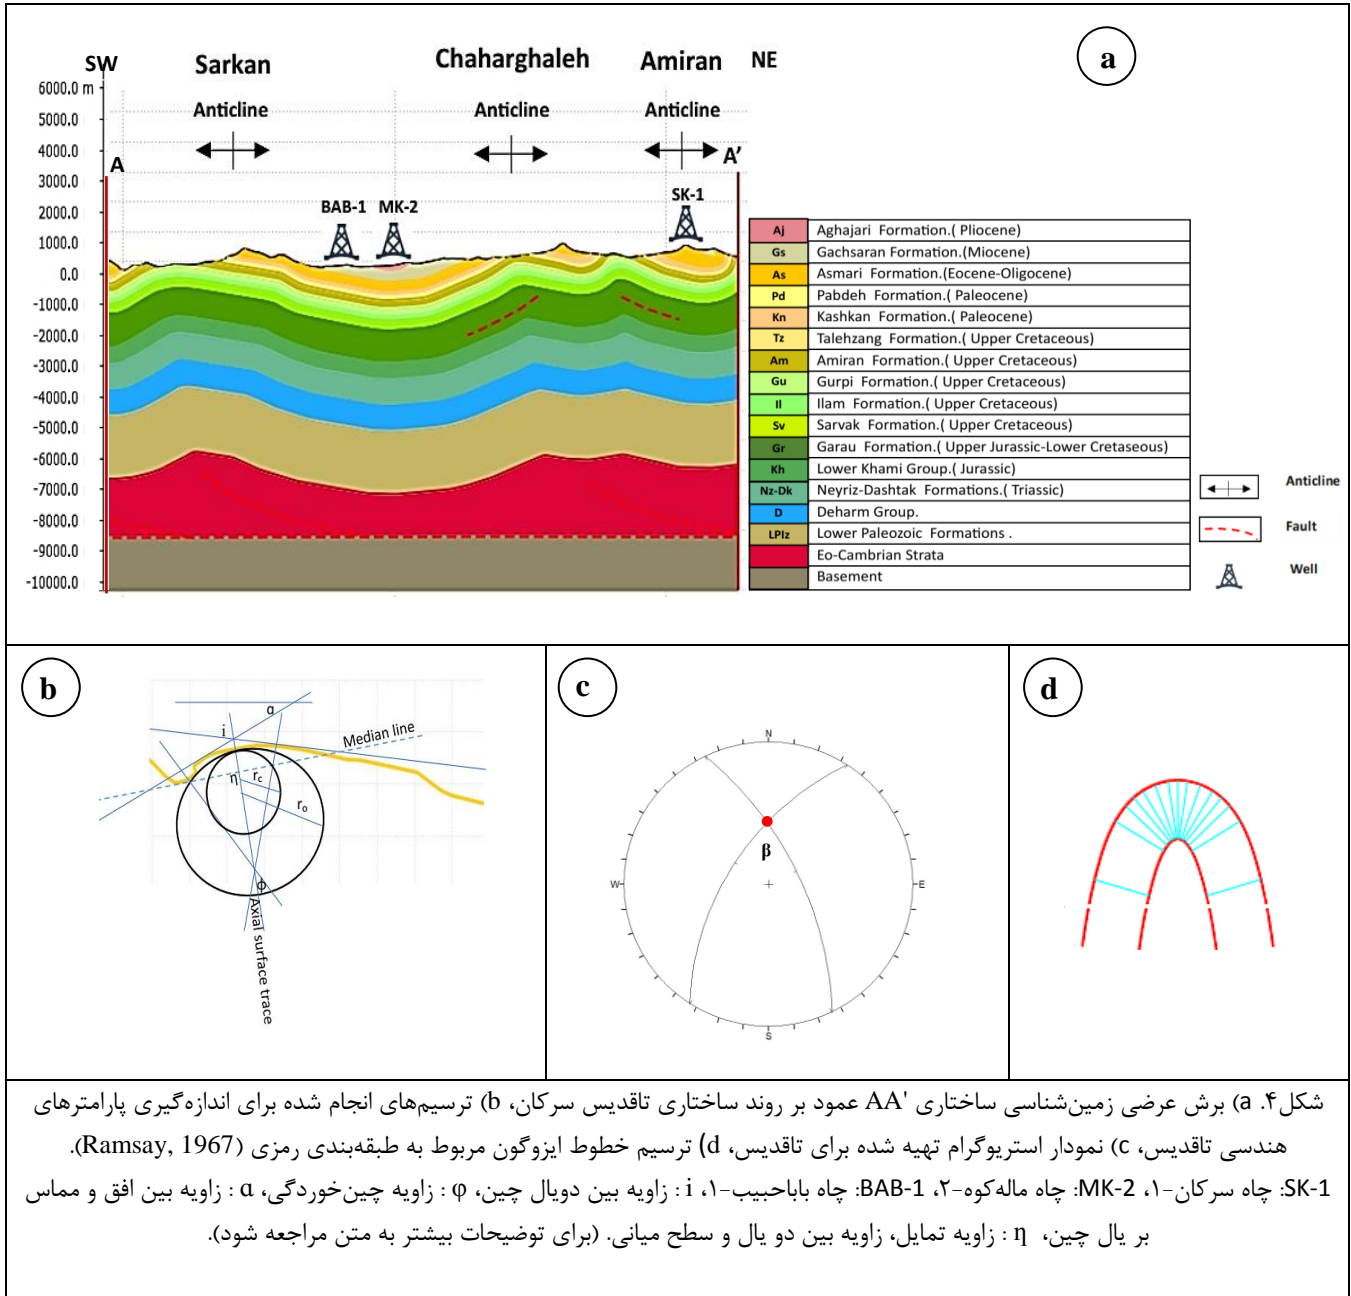 a
SW
Sarkan
Chaharghaleh
Amiran
NE
6000.0 m
Anticline
Anticline
Anticline
5000.0
4000.0
A
A’
3000.0
BAB-1
MK-2
SK-1
2000.0
1000.0
0.0
-1000.0
-2000.0
-3000.0
-4000.0
-5000.0
-6000.0
-7000.0
-8000.0
-9000.0
-10000.0
Aj Aghajari Formation.( Pliocene)
Gs Gachsaran Formation.(Miocene)
As Asmari Formation.(Eocene-Oligocene)
Pd Pabdeh Formation.( Paleocene)
Kn Kashkan Formation.( Paleocene)
Tz Talehzang Formation.( Upper Cretaceous)
Am Amiran Formation.( Upper Cretaceous)
Gu Gurpi Formation.( Upper Cretaceous)
Il Ilam Formation.( Upper Cretaceous)
Sv Sarvak Formation.( Upper Cretaceous)
Gr Garau Formation.( Upper Jurassic-Lower Cretaseous)
Kh Lower Khami Group.( Jurassic)
Nz-Dk Neyriz-Dashtak Formations.( Triassic)
D Deharm Group.
LPlz Lower Paleozoic Formations .
Eo-Cambrian Strata
Basement
Anticline
Fault
Well
b
α
i
Median line
η
rc
ro
ϕ
Axial surface trace
c
N
β
W
E
S
d
شکل۴. a) برش عرضی زمین‌شناسی ساختاری 'AA عمود بر روند ساختاری تاقدیس سرکان، b) ترسیم‌های انجام شده برای اندازه‌گیری پارامترهای
هندسی تاقدیس، c) نمودار استریوگرام تهیه شده برای تاقدیس، d) ترسیم خطوط ایزوگون مربوط به طبقه‌بندی رمزی (Ramsay, 1967).
SK-1: چاه سرکان-۱، MK-2: چاه ماله‌کوه-۲، BAB-1: چاه باباحبیب-۱، i : زاویه بین دویال چین، φ : زاویه چین‌خوردگی، α : زاویه بین افق و مماس
بر یال چین، η : زاویه تمایل، زاویه بین دو یال و سطح میانی. (برای توضیحات بیشتر به متن مراجعه شود).